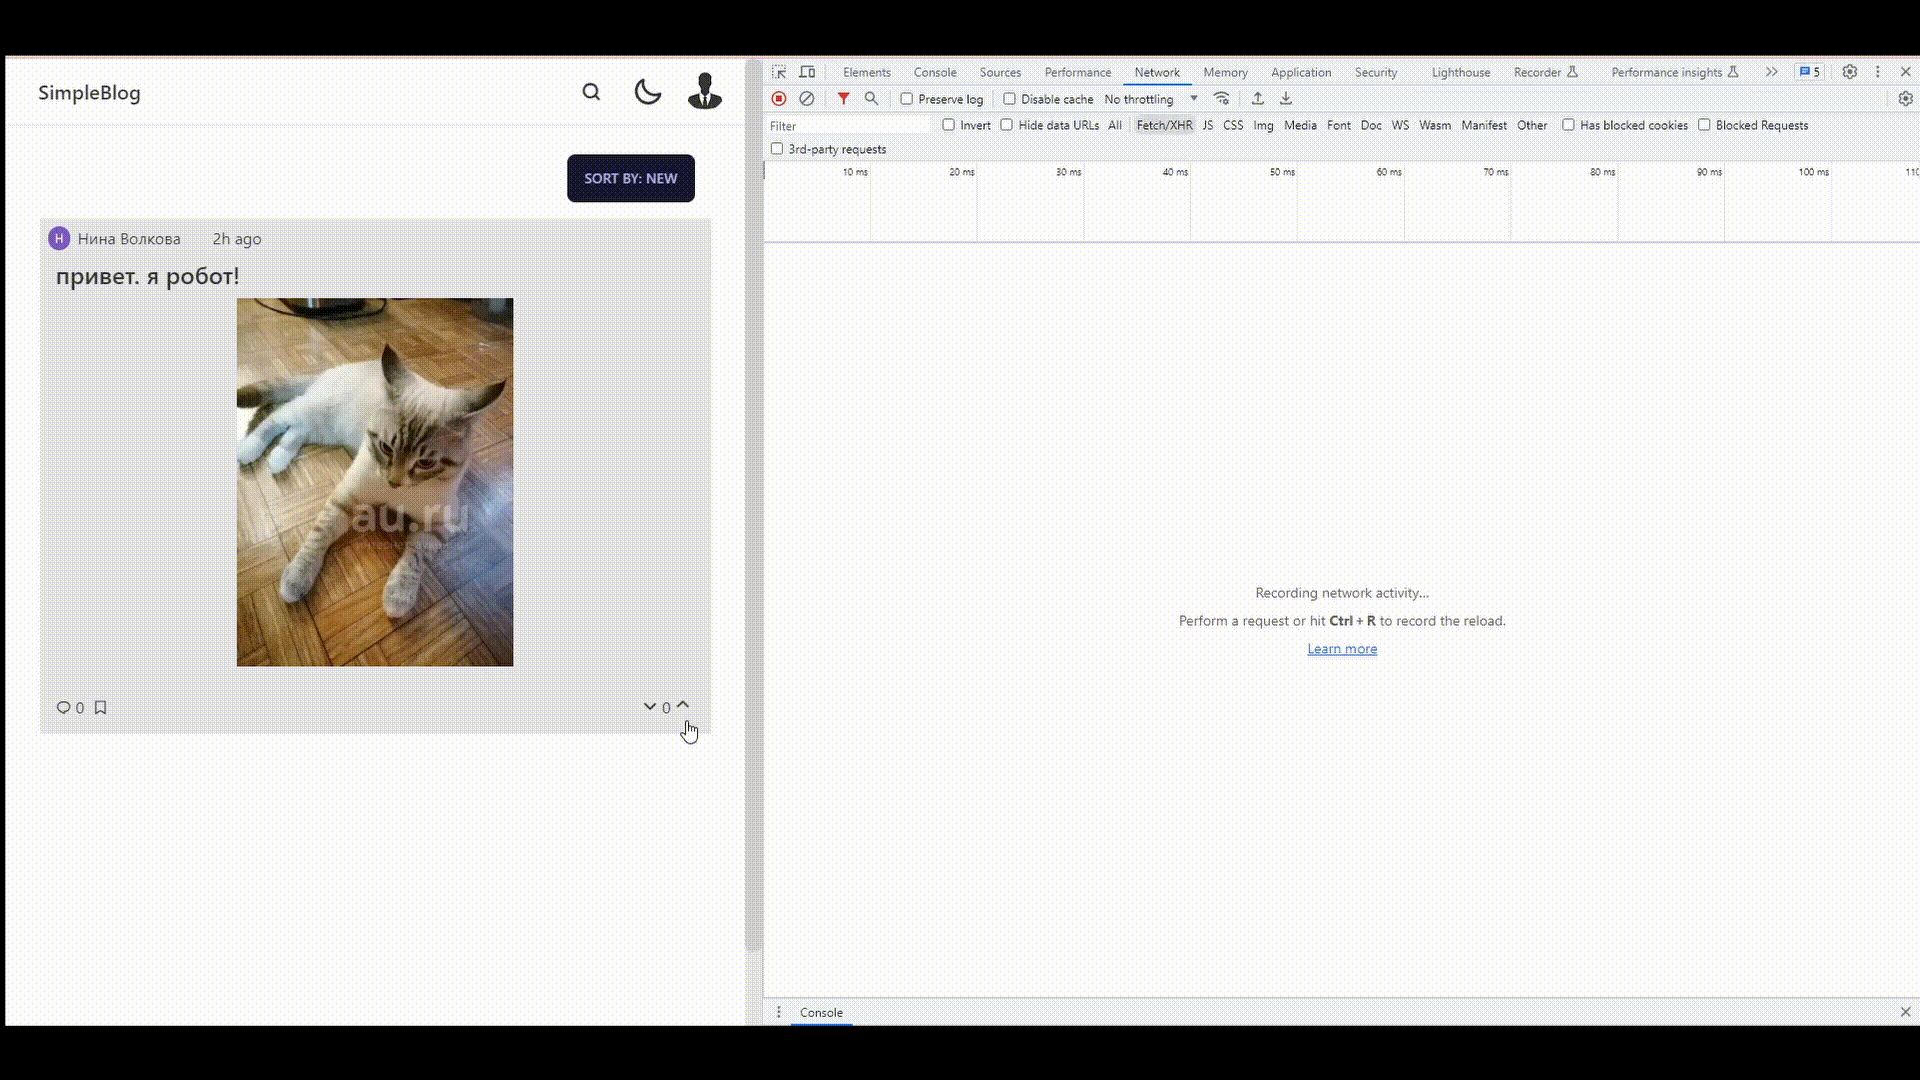 SimpleBlog
SORT BY: NEW
H Нина Волкова 2h ago
привет. я робот!
au.ru
0
0
Elements Console Sources Performance Network Memory Application Security Lighthouse Recorder Performance insights 5
Preserve log Disable cache No throttling
Filter Invert Hide data URLs All Fetch/XHR JS CSS Img Media Font Doc WS Wasm Manifest Other Has blocked cookies Blocked Requests
3rd-party requests
10 ms 20 ms 30 ms 40 ms 50 ms 60 ms 70 ms 80 ms 90 ms 100 ms 110
Recording network activity...
Perform a request or hit Ctrl + R to record the reload.
Learn more
Console